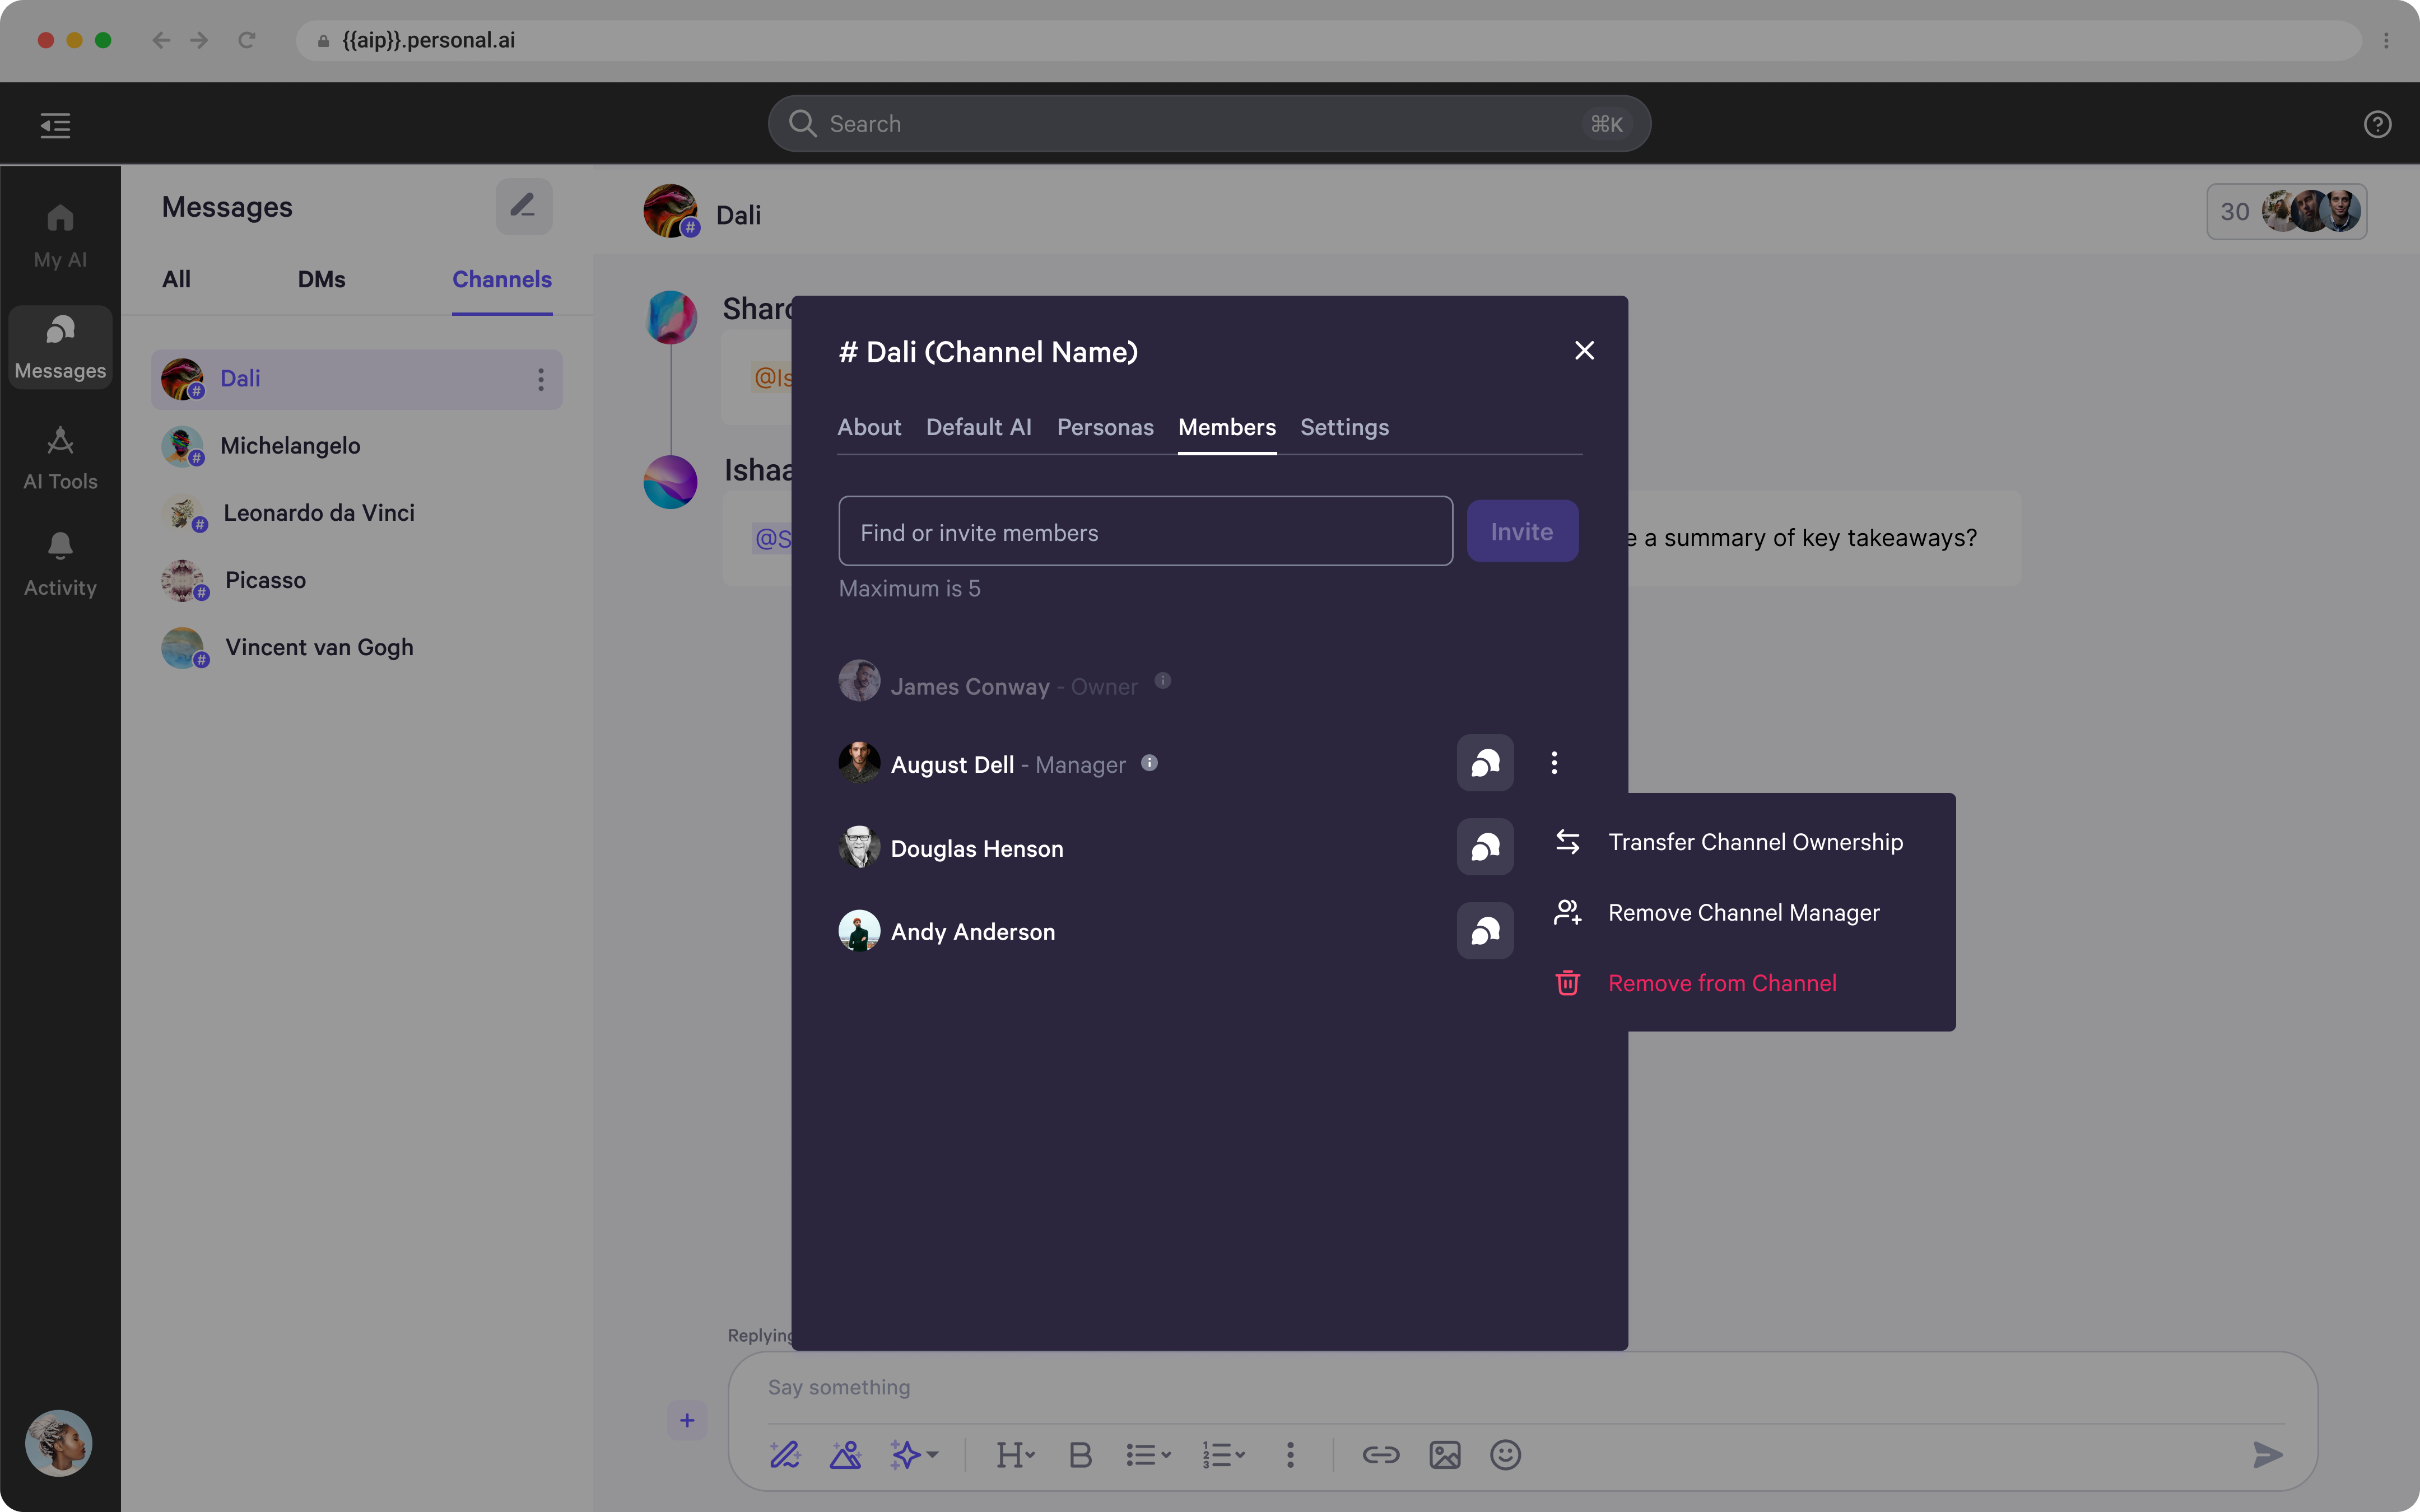 {{aip}}.personal.ai
Search
⌘K
My AI
Messages
AI Tools
Activity
Messages
All DMs Channels
Dali
Michelangelo
Leonardo da Vinci
Picasso
Vincent van Gogh
Dali
30
# Dali (Channel Name)
About Default AI Personas Members Settings
Find or invite members
Invite
Maximum is 5
James Conway - Owner
August Dell - Manager
Douglas Henson
Andy Anderson
Transfer Channel Ownership
Remove Channel Manager
Remove from Channel
e a summary of key takeaways?
Replying
Say something